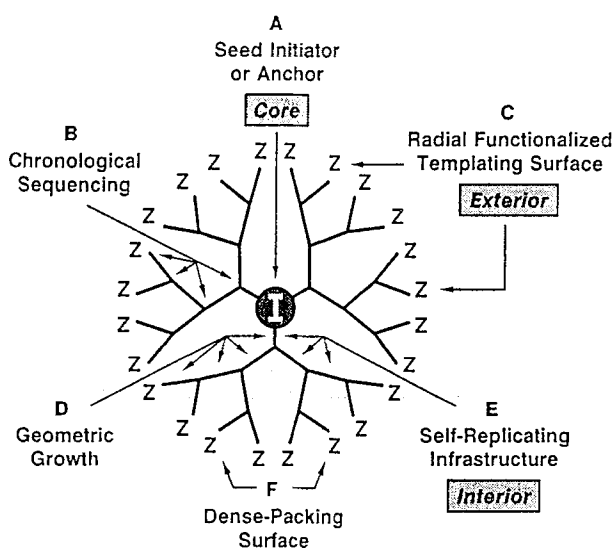 A
Seed Initiator
or Anchor
Core
B
Chronological
Sequencing
C
Radial Functionalized
Templating Surface
Exterior
Z Z
Z Z
Z Z
Z Z
Z Z
Z Z
Z Z
Z Z
Z Z
Z Z
Z Z
Z Z
I
D
Geometric
Growth
E
Self-Replicating
Infrastructure
Interior
F
Dense-Packing
Surface